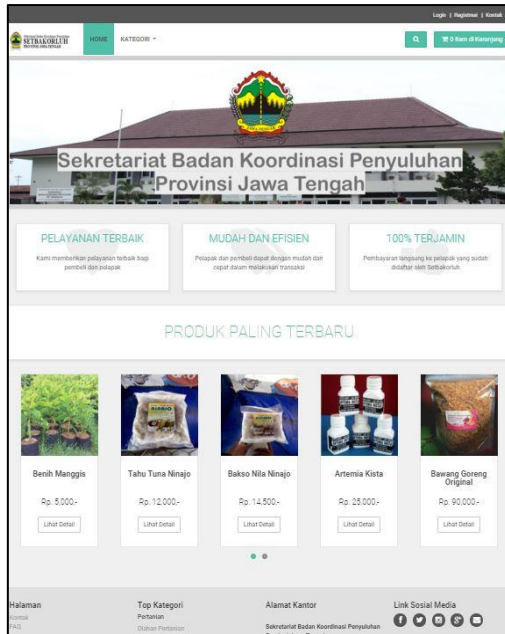 Login | Registrasi | Kontak
SETBAKORLUH
PROVINSI JAWA TENGAH
HOME
KATEGORI
0 Item di Keranjang
Sekretariat Badan Koordinasi Penyuluhan
Provinsi Jawa Tengah
PELAYANAN TERBAIK
Kami memberikan pelayanan terbaik bagi
pembeli dan pelapak
MUDAH DAN EFISIEN
Pelapak dan pembeli dapat dengan mudah dan
cepat dalam melakukan transaksi
100% TERJAMIN
Pembayaran langsung ke pelapak yang sudah
didaftar oleh Setbakorluh
PRODUK PALING TERBARU
Benih Manggis
Rp. 5,000,-
Lihat Detail
Tahu Tuna Ninajo
Rp. 12,000,-
Lihat Detail
Bakso Nila Ninajo
Rp. 14,500,-
Lihat Detail
Artemia Kista
Rp. 25,000,-
Lihat Detail
Bawang Goreng
Original
Rp. 90,000,-
Lihat Detail
Halaman
Kontak
FAQ
Top Kategori
Pertanian
Olahan Pertanian
Alamat Kantor
Sekretariat Badan Koordinasi Penyuluhan
Link Sosial Media